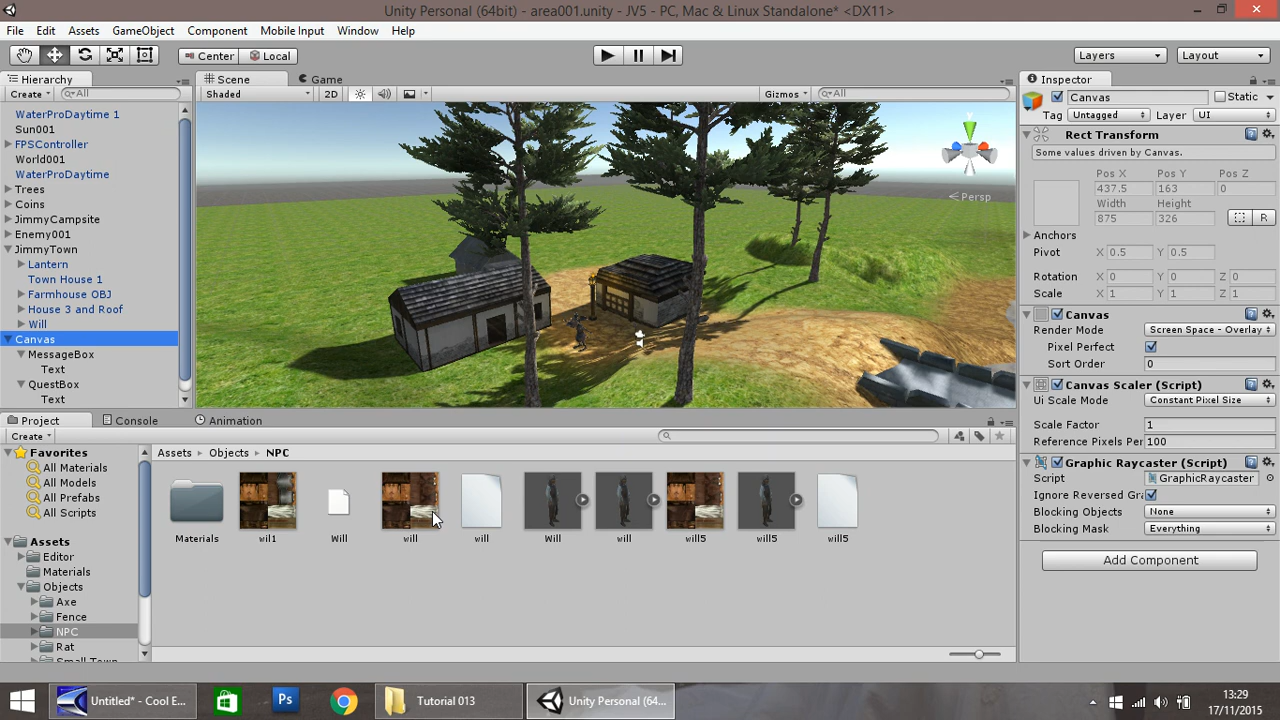 Unity Personal (64bit) - area001.unity - JV5 - PC, Mac & Linux Standalone* <DX11>
File Edit Assets GameObject Component Mobile Input Window Help
Center Local Layers Layout
Hierarchy Scene Game Inspector
Create All Shaded 2D Gizmos All Canvas Static
Tag Untagged Layer UI
WaterProDaytime 1
Sun001
FPSController
World001
WaterProDaytime
Trees
Coins
JimmyCampsite
Enemy001
JimmyTown
Lantern
Town House 1
Farmhouse OBJ
House 3 and Roof
Will
Canvas
MessageBox
Text
QuestBox
Text
y
Persp
Rect Transform
Some values driven by Canvas.
Pos X Pos Y Pos Z
437.5 163 0
Width Height
875 326 R
Anchors
Pivot X 0.5 Y 0.5
Rotation X 0 Y 0 Z 0
Scale X 1 Y 1 Z 1
Canvas
Render Mode Screen Space - Overlay
Pixel Perfect
Sort Order 0
Canvas Scaler (Script)
Ui Scale Mode Constant Pixel Size
Scale Factor 1
Reference Pixels Per 100
Graphic Raycaster (Script)
Script GraphicRaycaster
Ignore Reversed Gra
Blocking Objects None
Blocking Mask Everything
Add Component
Project Console Animation
Create
Favorites
All Materials
All Models
All Prefabs
All Scripts
Assets
Editor
Materials
Objects
Axe
Fence
NPC
Rat
Small Town
Assets Objects NPC
Materials wil1 Will will will Will will will5 will5 will5
Untitled* - Cool E... Ps Tutorial 013 Unity Personal (64... 13:29
17/11/2015